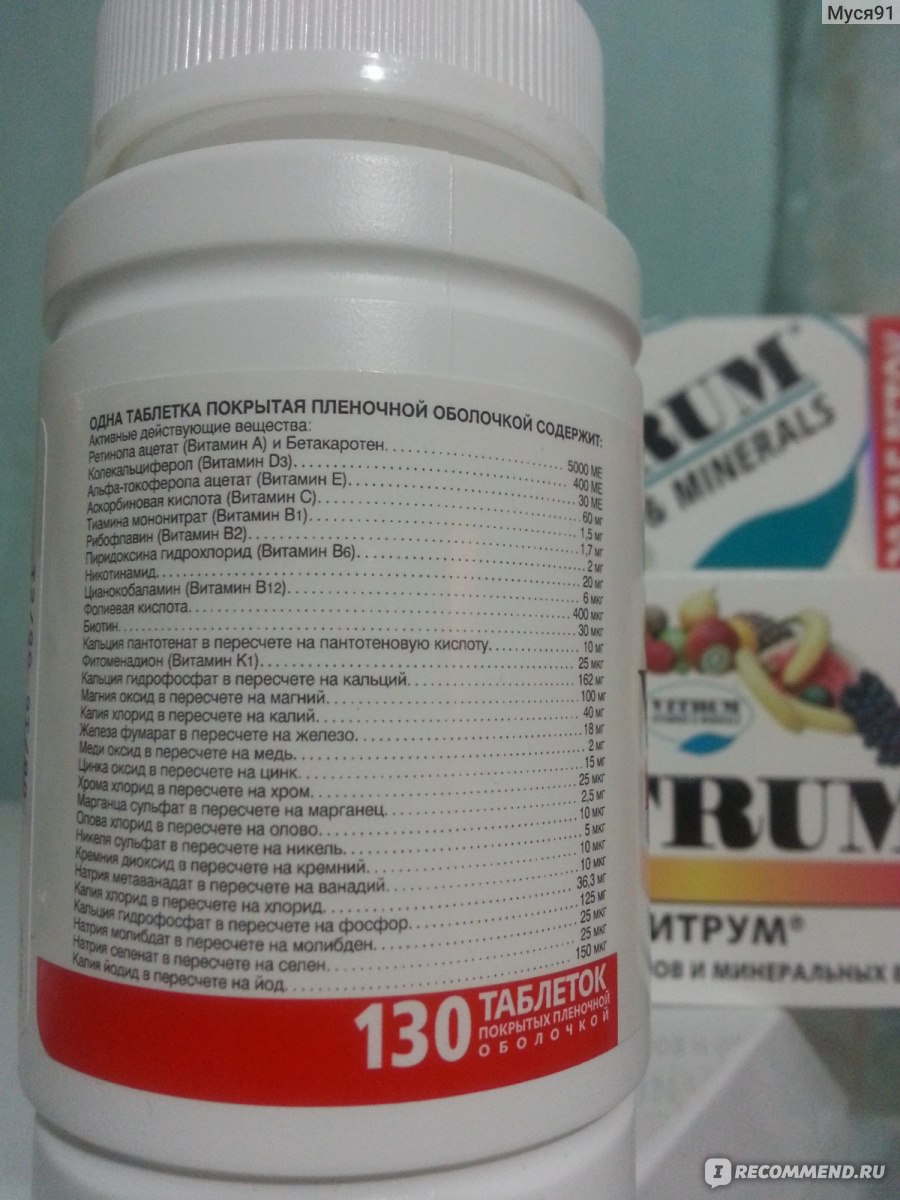 Муся91
ОДНА ТАБЛЕТКА ПОКРЫТАЯ ПЛЕНОЧНОЙ ОБОЛОЧКОЙ СОДЕРЖИТ:
Активные действующие вещества:
Ретинола ацетат (Витамин А) и Бетакаротен 5000 МЕ
Колекальциферол (Витамин D3) 400 МЕ
Альфа-токоферола ацетат (Витамин Е) 30 МЕ
Аскорбиновая кислота (Витамин С) 60 мг
Тиамина мононитрат (Витамин В1) 1,5 мг
Рибофлавин (Витамин В2) 1,7 мг
Пиридоксина гидрохлорид (Витамин В6) 2 мг
Никотинамид 20 мг
Цианокобаламин (Витамин В12) 6 мкг
Фолиевая кислота 400 мкг
Биотин 30 мкг
Кальция пантотенат в пересчете на пантотеновую кислоту 10 мг
Фитоменадион (Витамин К1) 25 мкг
Кальция гидрофосфат в пересчете на кальций 162 мг
Магния оксид в пересчете на магний 100 мг
Калия хлорид в пересчете на калий 40 мг
Железа фумарат в пересчете на железо 18 мг
Меди оксид в пересчете на медь 2 мг
Цинка оксид в пересчете на цинк 15 мг
Хрома хлорид в пересчете на хром 25 мкг
Марганца сульфат в пересчете на марганец 2,5 мг
Олова хлорид в пересчете на олово 10 мкг
Никеля сульфат в пересчете на никель 5 мкг
Кремния диоксид в пересчете на кремний 10 мкг
Натрия метаванадат в пересчете на ванадий 10 мкг
Калия хлорид в пересчете на хлорид 36,3 мг
Кальция гидрофосфат в пересчете на фосфор 125 мг
Натрия молибдат в пересчете на молибден 25 мкг
Натрия селенат в пересчете на селен 25 мкг
Калия йодид в пересчете на йод 150 мкг
130 ТАБЛЕТОК
ПОКРЫТЫХ ПЛЕНОЧНОЙ
ОБОЛОЧКОЙ
RUM®
& MINERALS
VITRUM
TRUM
ИТРУМ®
ОВ И МИНЕРАЛЬНЫХ В
IRECOMMEND.RU